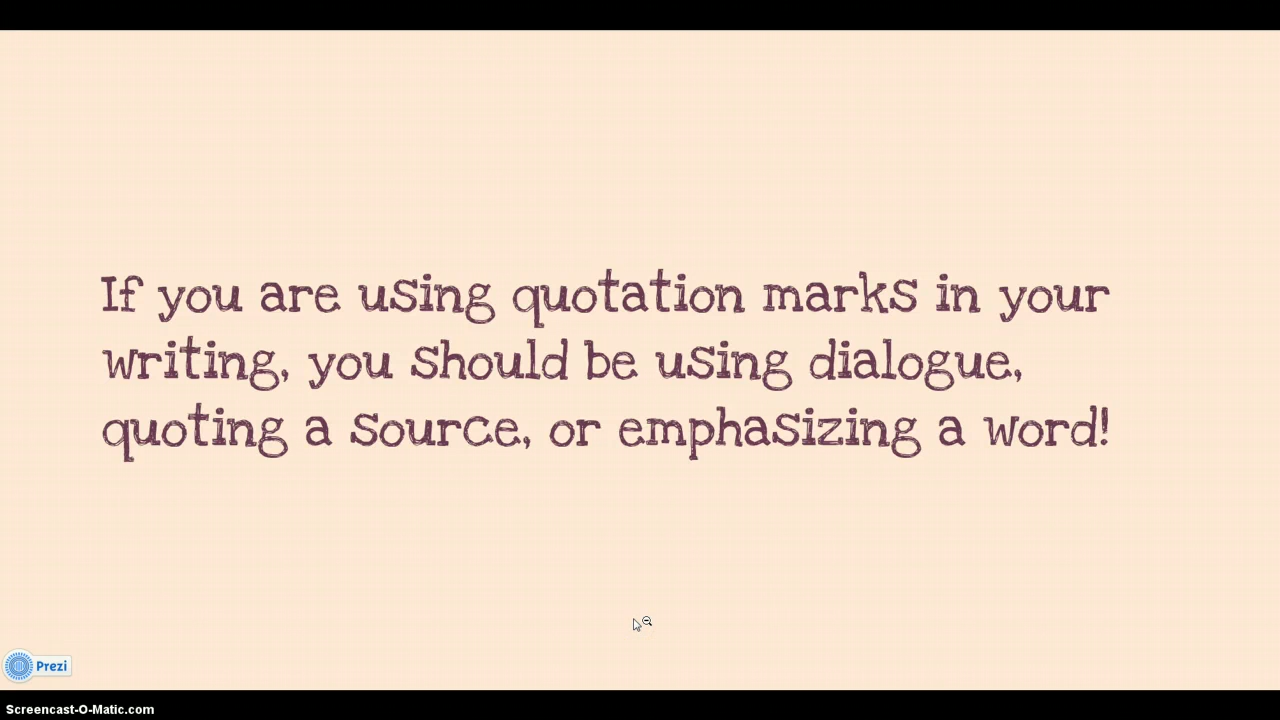 If you are using quotation marks in your
writing, you should be using dialogue,
quoting a source, or emphasizing a word!
Prezi
Screencast-O-Matic.com